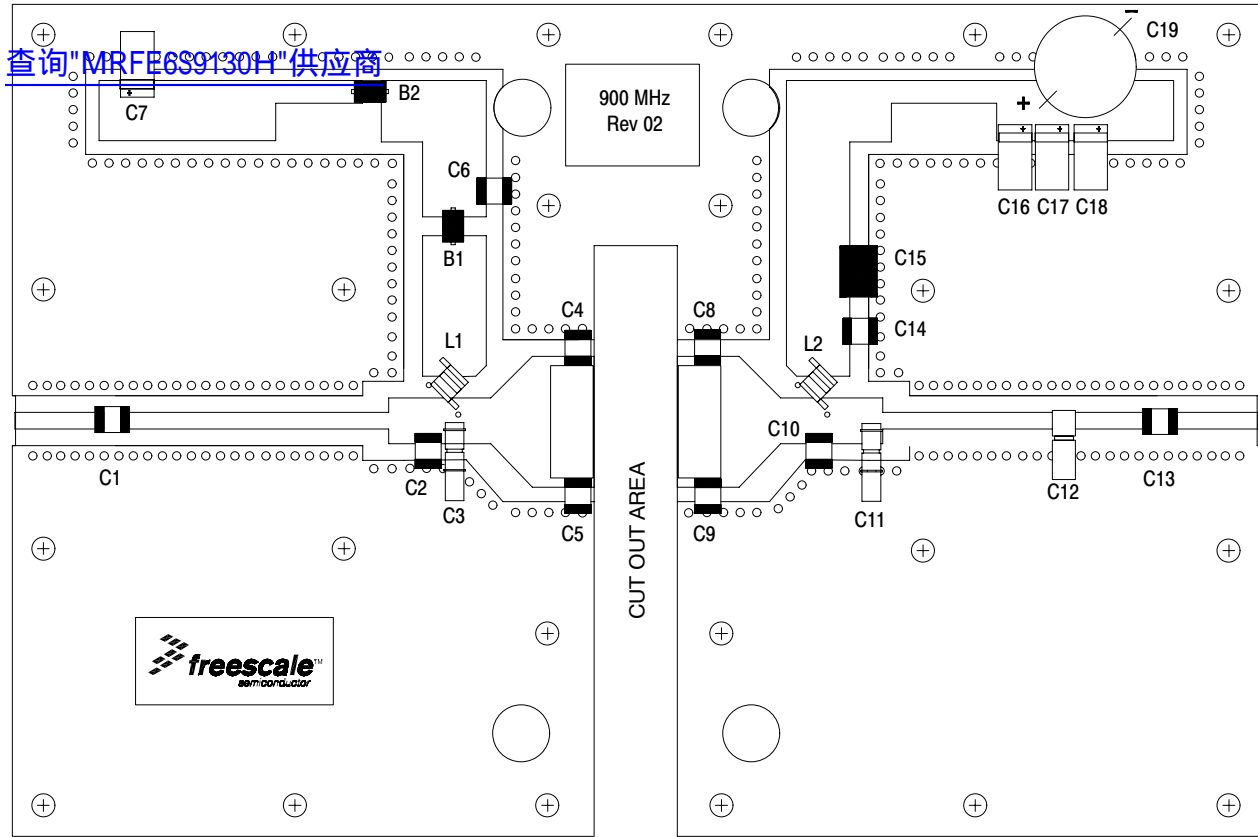 C19
查询"MRFE6S9130H"供应商
B2
C7
900 MHz
Rev 02
C6
C16 C17 C18
B1
C15
C4
C8
C14
L1
L2
C10
C1
C2
C3
C5
C9
C11
C12
C13
CUT OUT AREA
freescale™
semiconductor